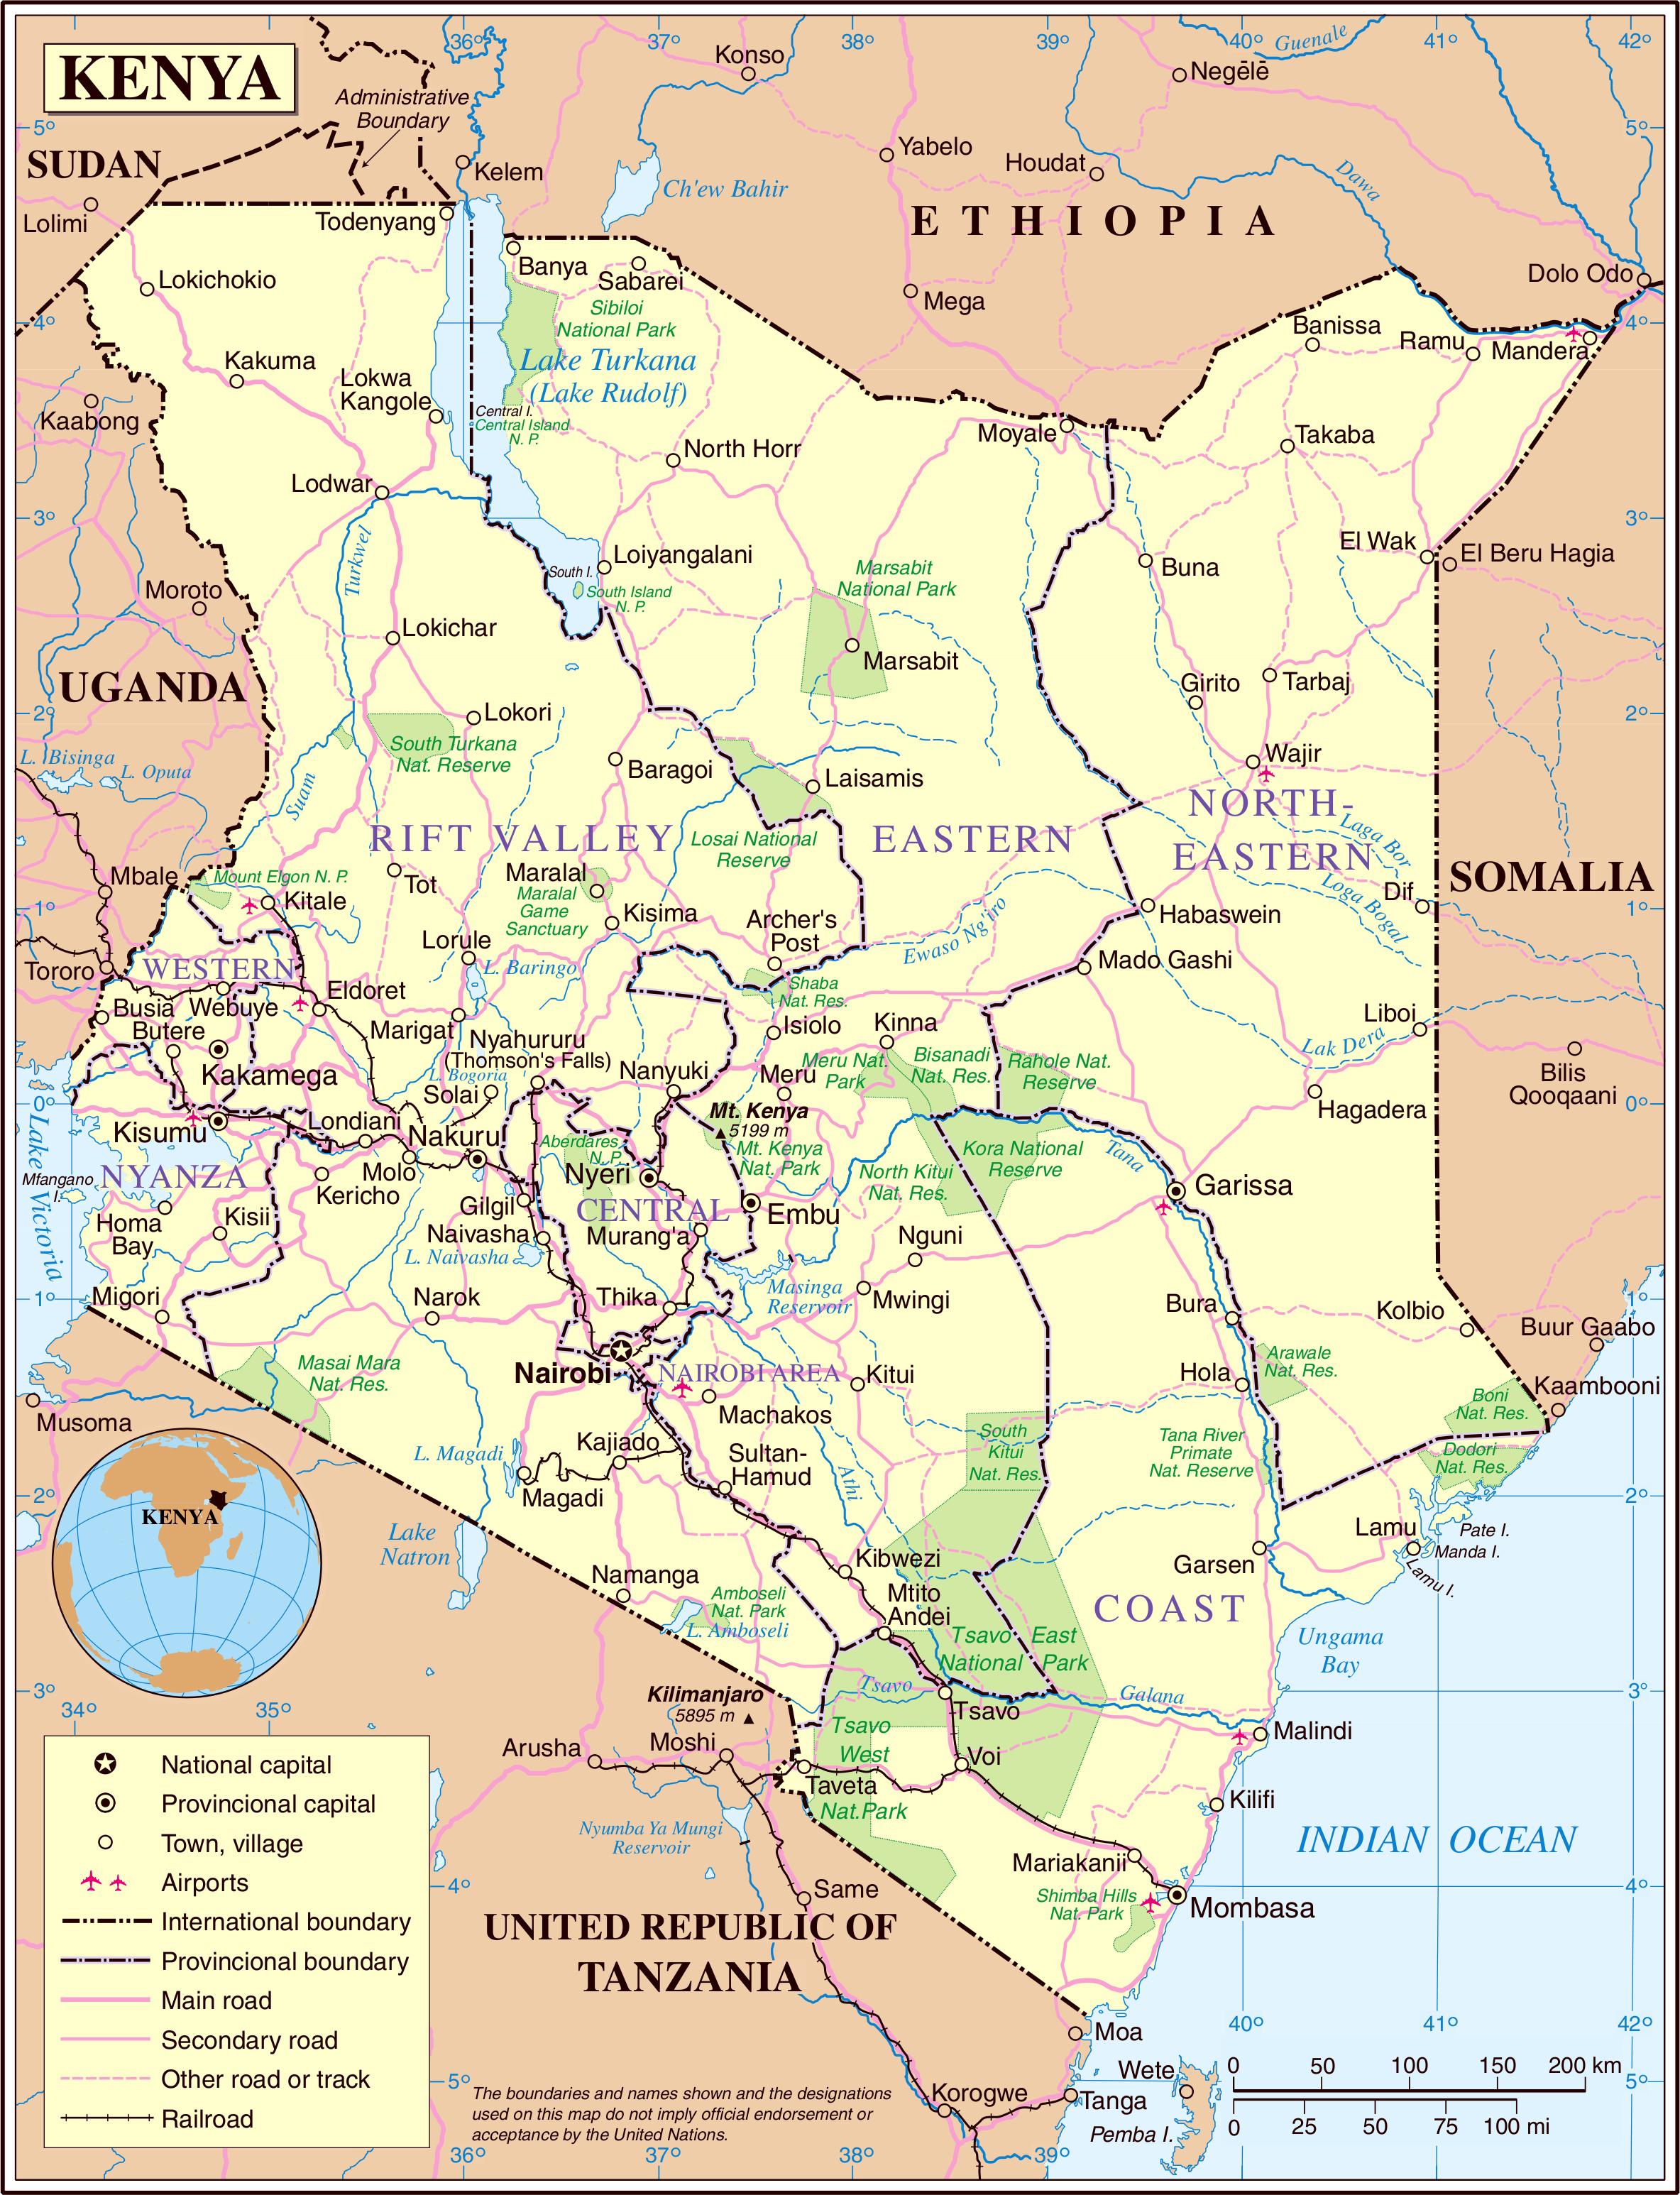 KENYA
36°
37°
38°
39°
40°
41°
42°
Guenale
Konso
Negēlē
Administrative
Boundary
5°
5°
SUDAN
Yabelo
Houdat
Kelem
Ch'ew Bahir
Dawa
Lolimi
Todenyang
ETHIOPIA
Banya
Sabarei
Dolo Odo
Lokichokio
Sibiloi
National Park
Mega
4°
4°
Banissa
Ramu
Mandera
Kakuma
Lake Turkana
(Lake Rudolf)
Lokwa
Kangole
Central I.
Central Island
N. P.
Kaabong
Moyale
Takaba
North Horr
Lodwar
3°
3°
El Wak
El Beru Hagia
Turkwel
Loiyangalani
Buna
South I.
South Island
N. P.
Marsabit
National Park
Moroto
Lokichar
Marsabit
UGANDA
Girito
Tarbaj
2°
2°
Lokori
South Turkana
Nat. Reserve
L. Bisinga
L. Oputa
Suam
Baragoi
Laisamis
Wajir
NORTH-
EASTERN
RIFT VALLEY
EASTERN
Losai National
Reserve
Laga Bor
Loga Bogal
SOMALIA
Mbale
Mount Elgon N. P.
Tot
Maralal
Maralal
Game
Sanctuary
Dif
1°
1°
Kitale
Kisima
Archer's
Post
Habaswein
Ewaso Ng'iro
Lorule
Tororo
WESTERN
L. Baringo
Mado Gashi
Shaba
Nat. Res.
Busia
Webuye
Eldoret
Butere
Marigat
Nyahururu
(Thomson's Falls)
Isiolo
Kinna
Liboi
Lak Dera
Kakamega
L. Bogoria
Solai
Nanyuki
Meru
Meru Nat.
Park
Bisanadi
Nat. Res.
Rahole Nat.
Reserve
Bilis
Qooqaani
0°
0°
Hagadera
Kisumu
Londiani
Nakuru
Mt. Kenya
5199 m
Mt. Kenya
Nat. Park
Aberdares
N. P.
Kora National
Reserve
Tana
Lake Victoria
Mfangano
I.
NYANZA
Molo
Kericho
Nyeri
North Kitui
Nat. Res.
Garissa
Gilgil
CENTRAL
Embu
Homa
Bay
Kisii
Naivasha
L. Naivasha
Murang'a
Nguni
Migori
Narok
Thika
Masinga
Reservoir
Mwingi
Bura
Kolbio
1°
1°
Buur Gaabo
Nairobi
NAIROBI AREA
Kitui
Hola
Arawale
Nat. Res.
Masai Mara
Nat. Res.
Kaambooni
Boni
Nat. Res.
Musoma
Machakos
Kajiado
Sultan-
Hamud
South
Kitui
Nat. Res.
Tana River
Primate
Nat. Reserve
Dodori
Nat. Res.
L. Magadi
Magadi
Athi
2°
2°
KENYA
Lake
Natron
Lamu
Pate I.
Manda I.
Lamu I.
Kibwezi
Garsen
Namanga
Mtito
Andei
Amboseli
Nat. Park
L. Amboseli
COAST
Tsavo East
National Park
Ungama
Bay
3°
3°
34°
35°
Kilimanjaro
5895 m
Tsavo
Tsavo
Galana
Arusha
Moshi
Tsavo
West
Nat.Park
Voi
Malindi
Taveta
Kilifi
Nyumba Ya Mungi
Reservoir
INDIAN OCEAN
Mariakanii
4°
4°
Same
Shimba Hills
Nat. Park
Mombasa
UNITED REPUBLIC OF
TANZANIA
National capital
Provincional capital
Town, village
Airports
International boundary
Provincional boundary
Main road
Secondary road
Other road or track
Railroad
40°
41°
42°
Moa
Wete
0 50 100 150 200 km
0 25 50 75 100 mi
5°
5°
The boundaries and names shown and the designations
used on this map do not imply official endorsement or
acceptance by the United Nations.
Korogwe
Tanga
Pemba I.
36°
37°
38°
39°